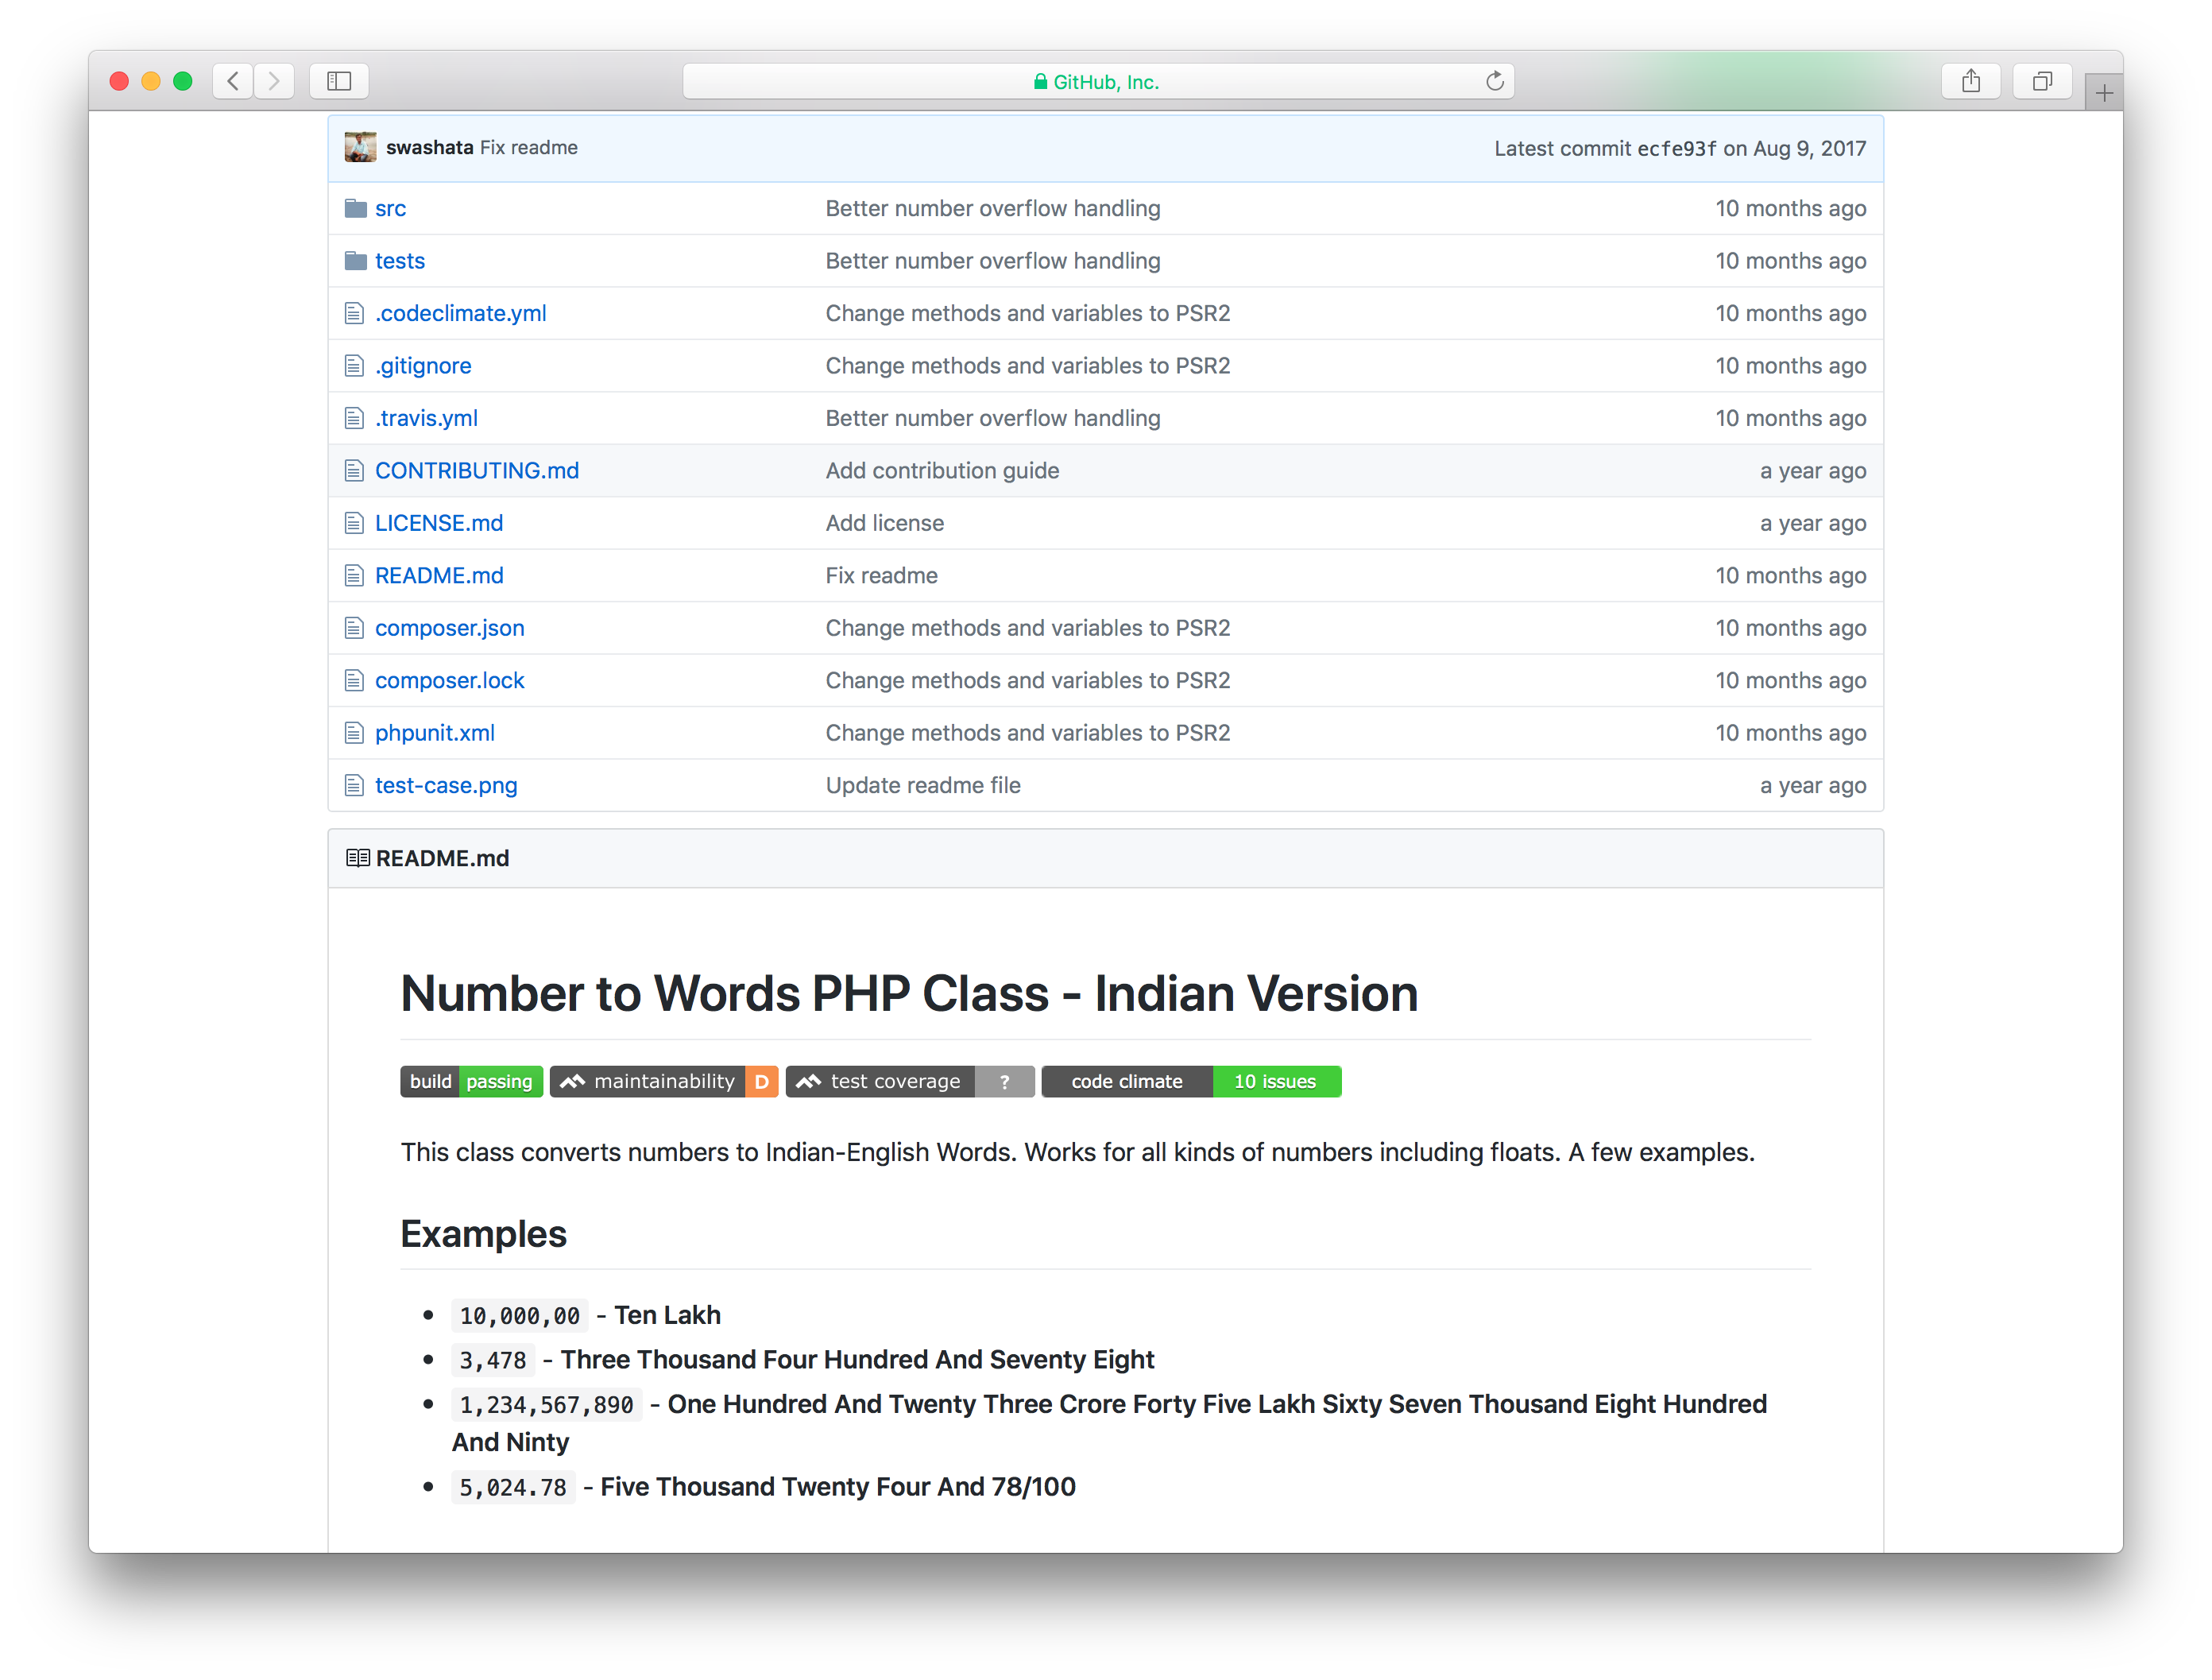 GitHub, Inc.
swashata Fix readme Latest commit ecfe93f on Aug 9, 2017
src Better number overflow handling 10 months ago
tests Better number overflow handling 10 months ago
.codeclimate.yml Change methods and variables to PSR2 10 months ago
.gitignore Change methods and variables to PSR2 10 months ago
.travis.yml Better number overflow handling 10 months ago
CONTRIBUTING.md Add contribution guide a year ago
LICENSE.md Add license a year ago
README.md Fix readme 10 months ago
composer.json Change methods and variables to PSR2 10 months ago
composer.lock Change methods and variables to PSR2 10 months ago
phpunit.xml Change methods and variables to PSR2 10 months ago
test-case.png Update readme file a year ago
README.md
Number to Words PHP Class - Indian Version
build passing maintainability D test coverage ? code climate 10 issues
This class converts numbers to Indian-English Words. Works for all kinds of numbers including floats. A few examples.
Examples
• 10,000,00 - Ten Lakh
• 3,478 - Three Thousand Four Hundred And Seventy Eight
• 1,234,567,890 - One Hundred And Twenty Three Crore Forty Five Lakh Sixty Seven Thousand Eight Hundred
And Ninty
• 5,024.78 - Five Thousand Twenty Four And 78/100